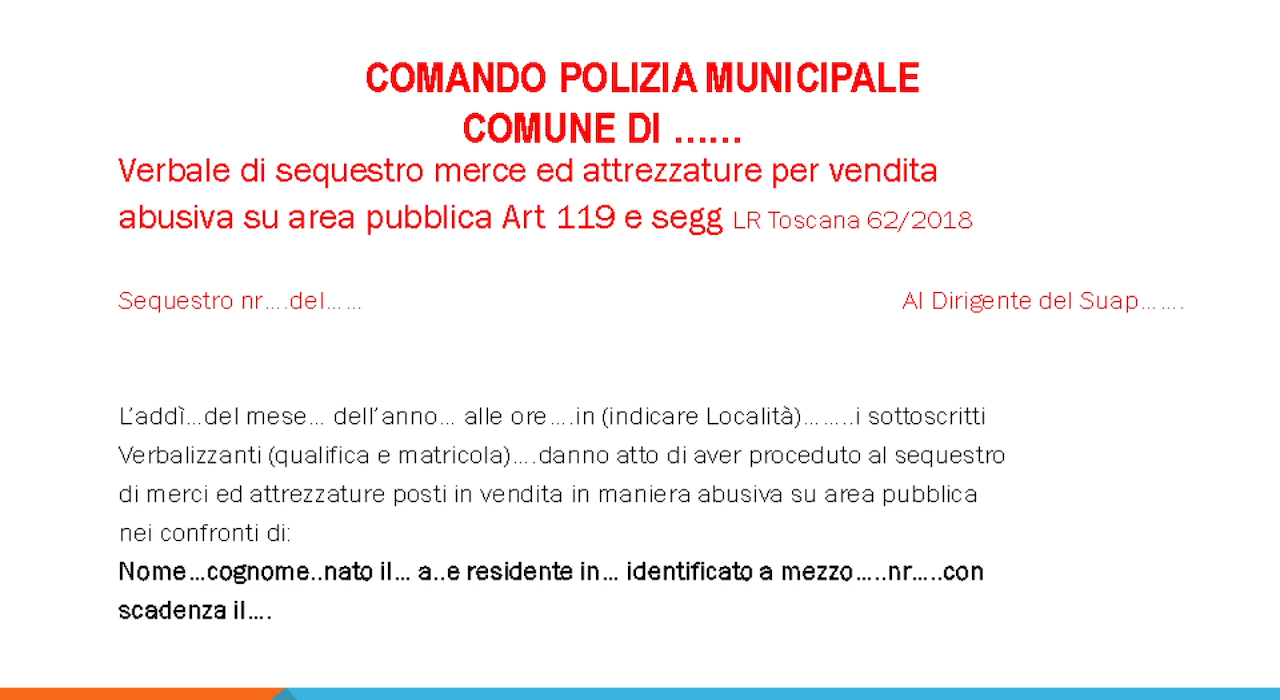 COMANDO POLIZIA MUNICIPALE
COMUNE DI ......
Verbale di sequestro merce ed attrezzature per vendita
abusiva su area pubblica Art 119 e segg LR Toscana 62/2018
Sequestro nr....del...... Al Dirigente del Suap.......
L'addì...del mese... dell'anno... alle ore....in (indicare Località)........i sottoscritti
Verbalizzanti (qualifica e matricola)....danno atto di aver proceduto al sequestro
di merci ed attrezzature posti in vendita in maniera abusiva su area pubblica
nei confronti di:
Nome...cognome..nato il... a..e residente in... identificato a mezzo.....nr.....con
scadenza il....